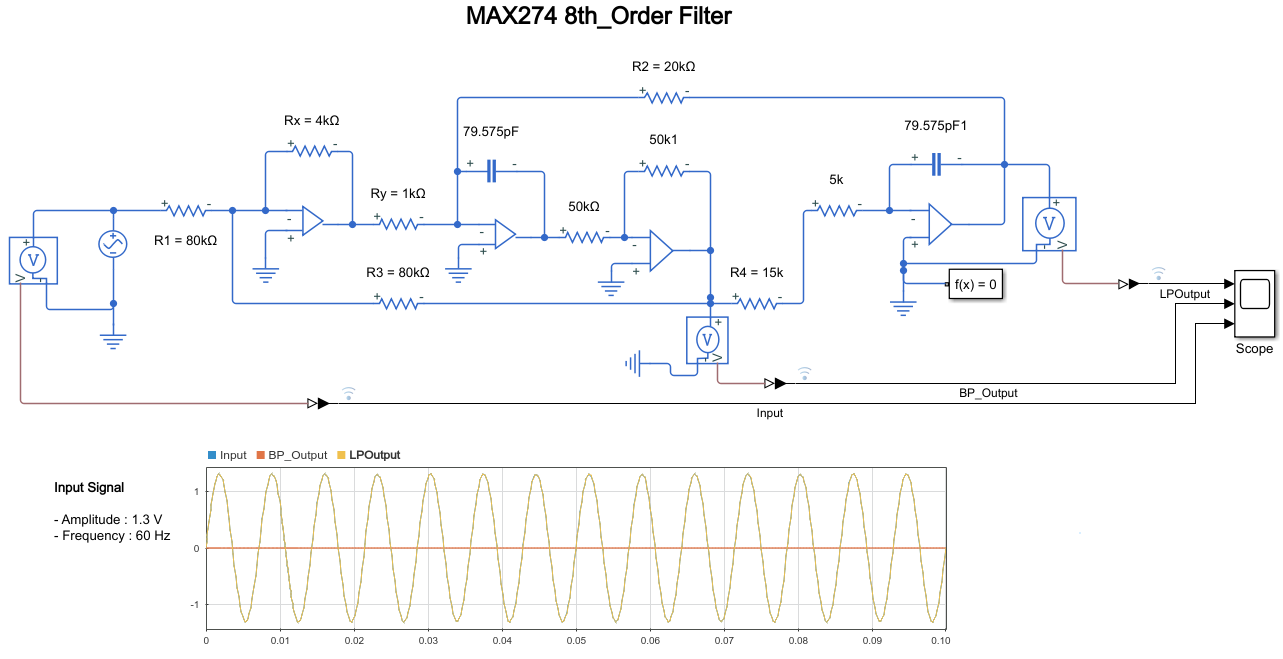 MAX274 8th_Order Filter
R2 = 20kΩ
Rx = 4kΩ
79.575pF
79.575pF1
50k1
Ry = 1kΩ
50kΩ
5k
R1 = 80kΩ
R3 = 80kΩ
R4 = 15k
V
V
V
f(x) = 0
LPOutput
Scope
BP_Output
Input
Input BP_Output LPOutput
Input Signal
- Amplitude : 1.3 V
- Frequency : 60 Hz
1
0
-1
0 0.01 0.02 0.03 0.04 0.05 0.06 0.07 0.08 0.09 0.10